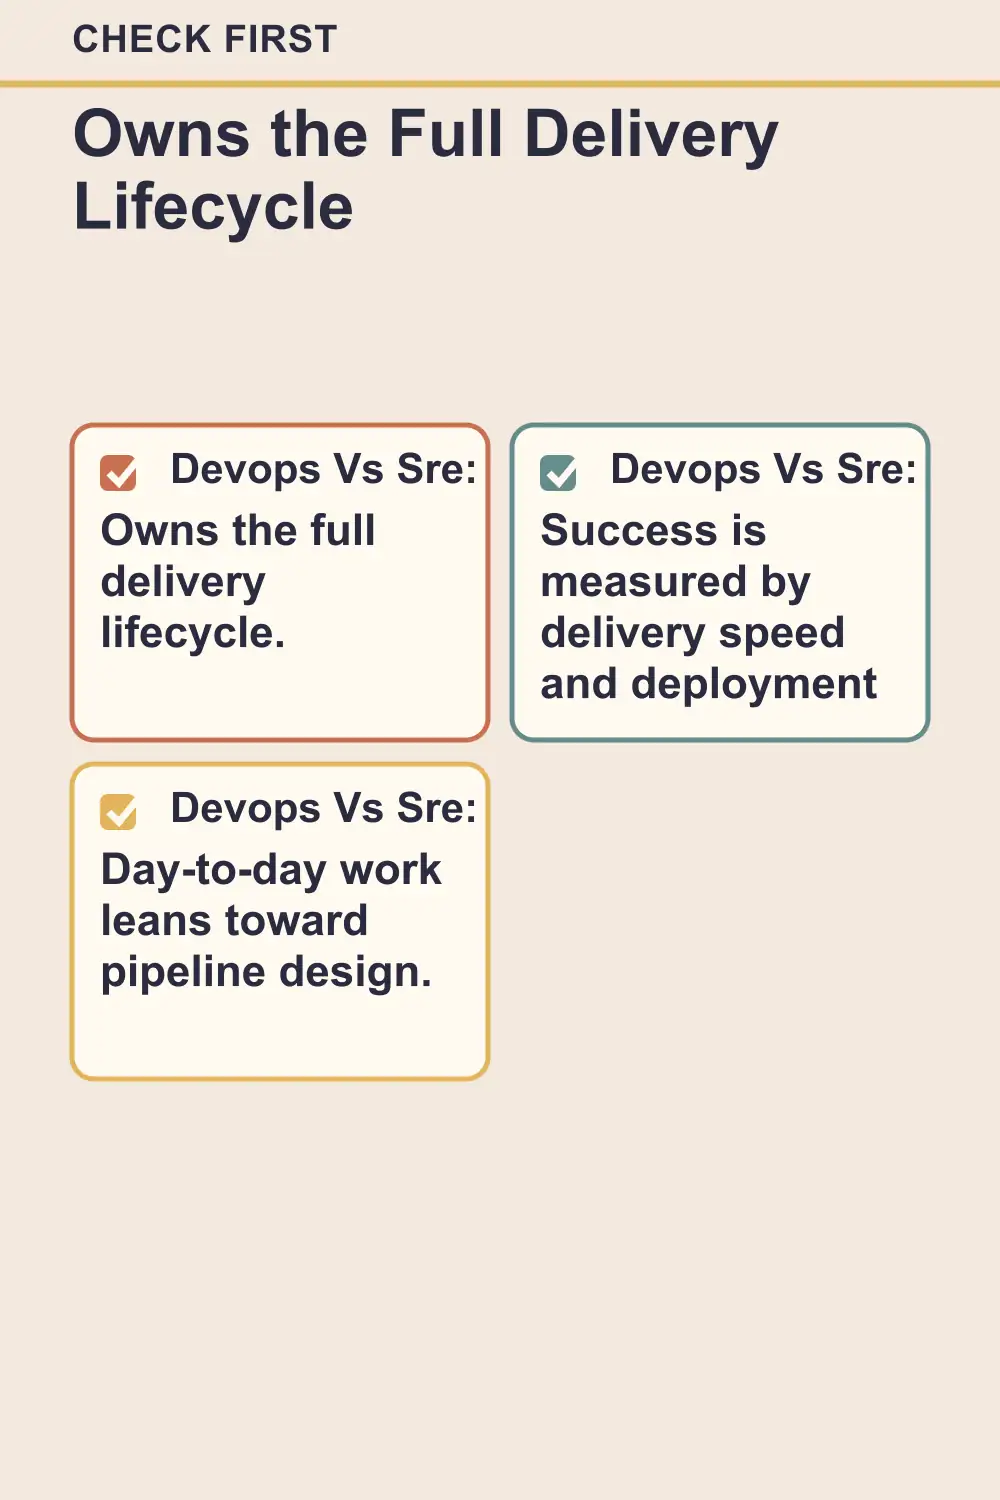 CHECK FIRST
Owns the Full Delivery
Lifecycle
Devops Vs Sre:
Owns the full
delivery
lifecycle.
Devops Vs Sre:
Success is
measured by
delivery speed
and deployment
Devops Vs Sre:
Day-to-day work
leans toward
pipeline design.